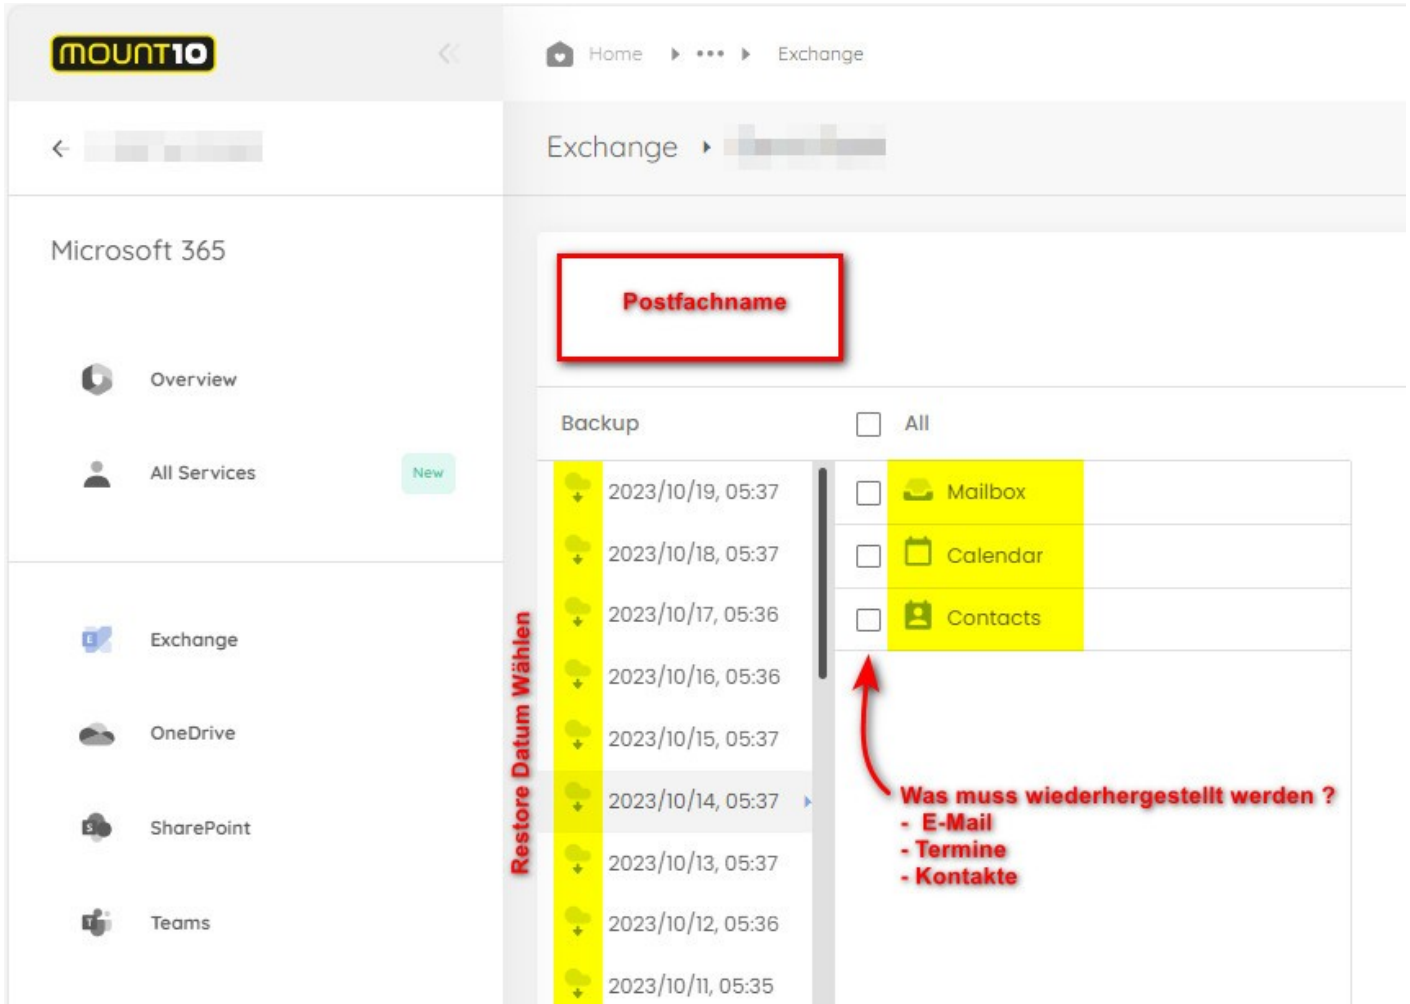 MOUNT10
Home ••• Exchange
Exchange
Microsoft 365
Overview
All Services New
Exchange
OneDrive
SharePoint
Teams
Postfachname
Backup
All
2023/10/19, 05:37
2023/10/18, 05:37
2023/10/17, 05:36
2023/10/16, 05:36
2023/10/15, 05:37
2023/10/14, 05:37
2023/10/13, 05:37
2023/10/12, 05:36
2023/10/11, 05:35
Restore Datum Wählen
Mailbox
Calendar
Contacts
Was muss wiederhergestellt werden ?
- E-Mail
- Termine
- Kontakte